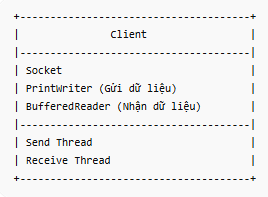 Client
Socket
PrintWriter (Gửi dữ liệu)
BufferedReader (Nhận dữ liệu)
Send Thread
Receive Thread